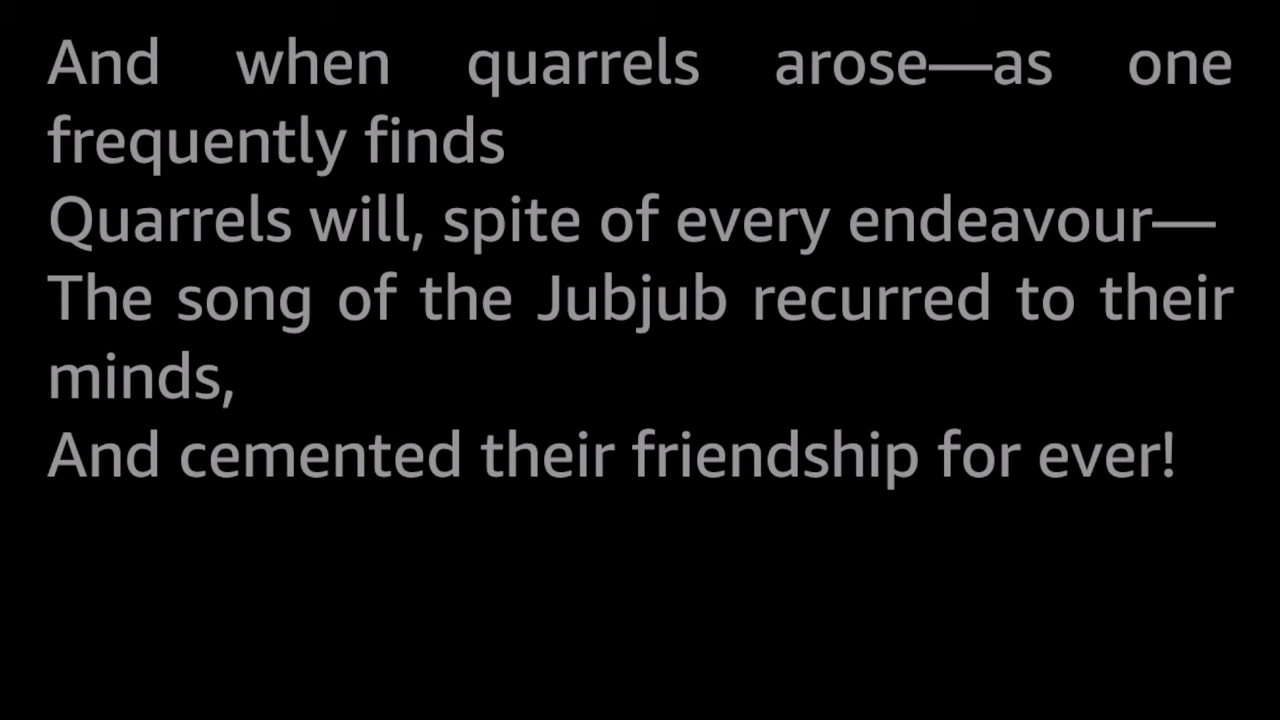 And when quarrels arose—as one
frequently finds
Quarrels will, spite of every endeavour—
The song of the Jubjub recurred to their
minds,
And cemented their friendship for ever!